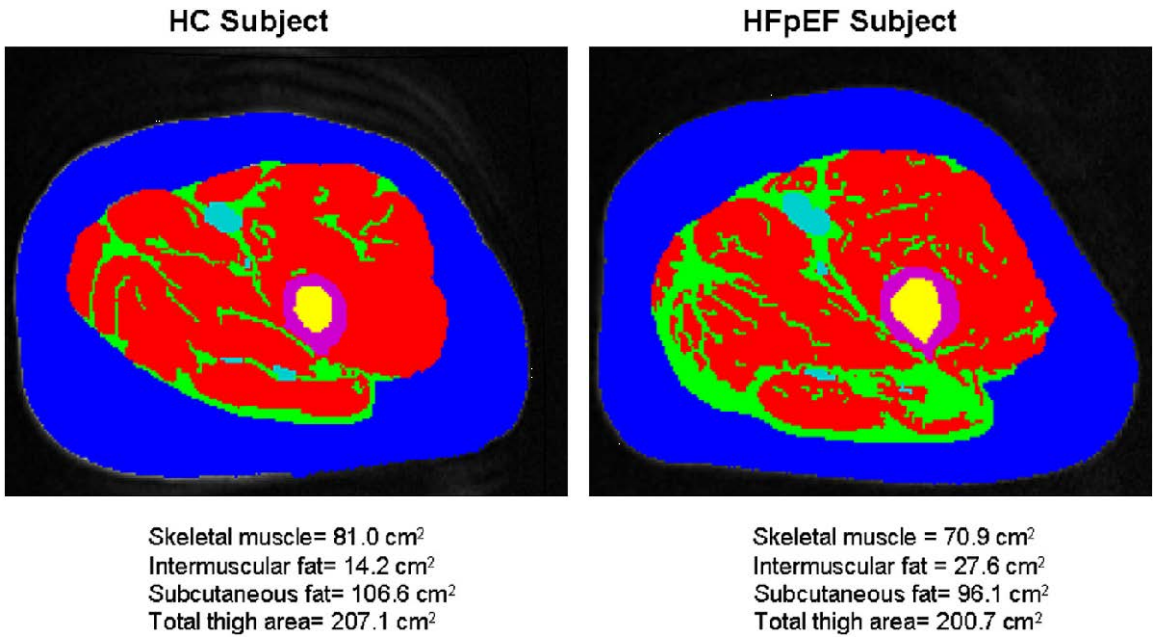 HC Subject
HFpEF Subject
Skeletal muscle= 81.0 cm²
Intermuscular fat= 14.2 cm²
Subcutaneous fat= 106.6 cm²
Total thigh area= 207.1 cm²
Skeletal muscle = 70.9 cm²
Intermuscular fat = 27.6 cm²
Subcutaneous fat= 96.1 cm²
Total thigh area= 200.7 cm²